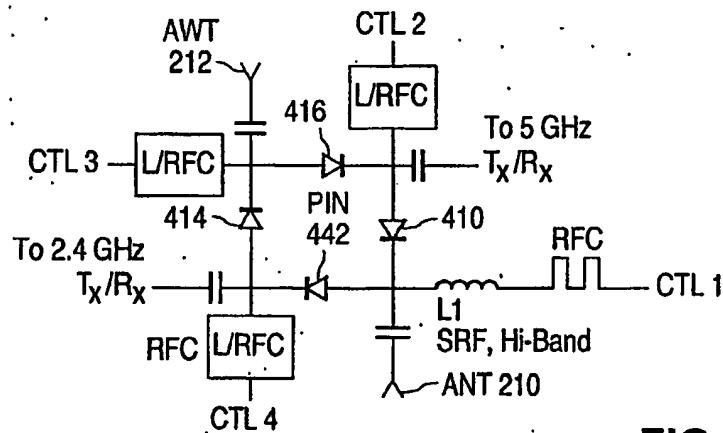 AWT
212
CTL 2
L/RFC
416
To 5 GHz
TX/RX
CTL 3
L/RFC
414
PIN
442
410
RFC
To 2.4 GHz
TX/RX
CTL 1
L1
SRF, Hi-Band
RFC
L/RFC
ANT 210
CTL 4